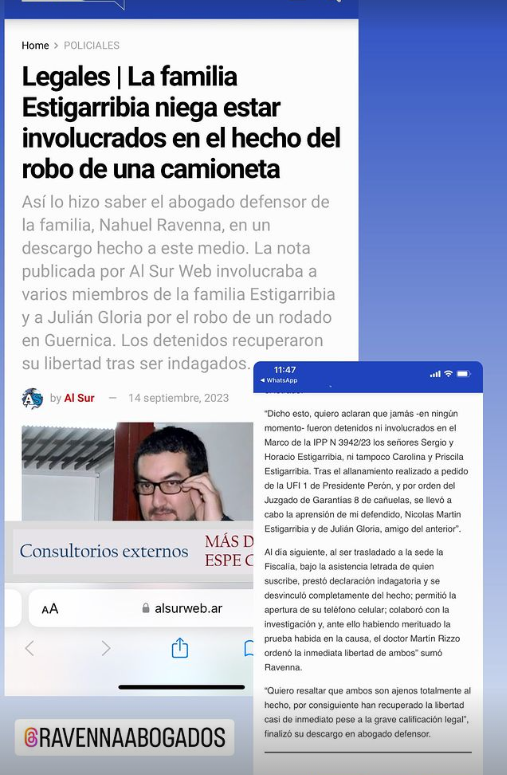 Home > POLICIALES
Legales | La familia
Estigarribia niega estar
involucrados en el hecho del
robo de una camioneta
Así lo hizo saber el abogado defensor de
la familia, Nahuel Ravenna, en un
descargo hecho a este medio. La nota
publicada por Al Sur Web involucraba a
varios miembros de la familia Estigarribia
y a Julián Gloria por el robo de un rodado
en Guernica. Los detenidos recuperaron
su libertad tras ser indagados.
by Al Sur — 14 septiembre, 2023
Consultorios externos
MÁS D
ESPE C
AA alsurweb.ar
@RAVENNAABOGADOS
11:47
WhatsApp
“Dicho esto, quiero aclaran que jamás -en ningún
momento- fueron detenidos ni involucrados en el
Marco de la IPP N 3942/23 los señores Sergio y
Horacio Estigarribia, ni tampoco Carolina y Priscila
Estigarribia. Tras el allanamiento realizado a pedido
de la UFI 1 de Presidente Perón, y por orden del
Juzgado de Garantías 8 de cañuelas, se llevó a
cabo la aprensión de mi defendido, Nicolas Martín
Estigarribia y de Julián Gloria, amigo del anterior”.
Al día siguiente, al ser trasladado a la sede la
Fiscalía, bajo la asistencia letrada de quien
suscribe, prestó declaración indagatoria y se
desvinculó completamente del hecho; permitió la
apertura de su teléfono celular; colaboró con la
investigación y, ante ello habiendo merituado la
prueba habida en la causa, el doctor Martín Rizzo
ordenó la inmediata libertad de ambos” sumó
Ravenna.
“Quiero resaltar que ambos son ajenos totalmente al
hecho, por consiguiente han recuperado la libertad
casi de inmediato pese a la grave calificación legal”,
finalizó su descargo en abogado defensor.